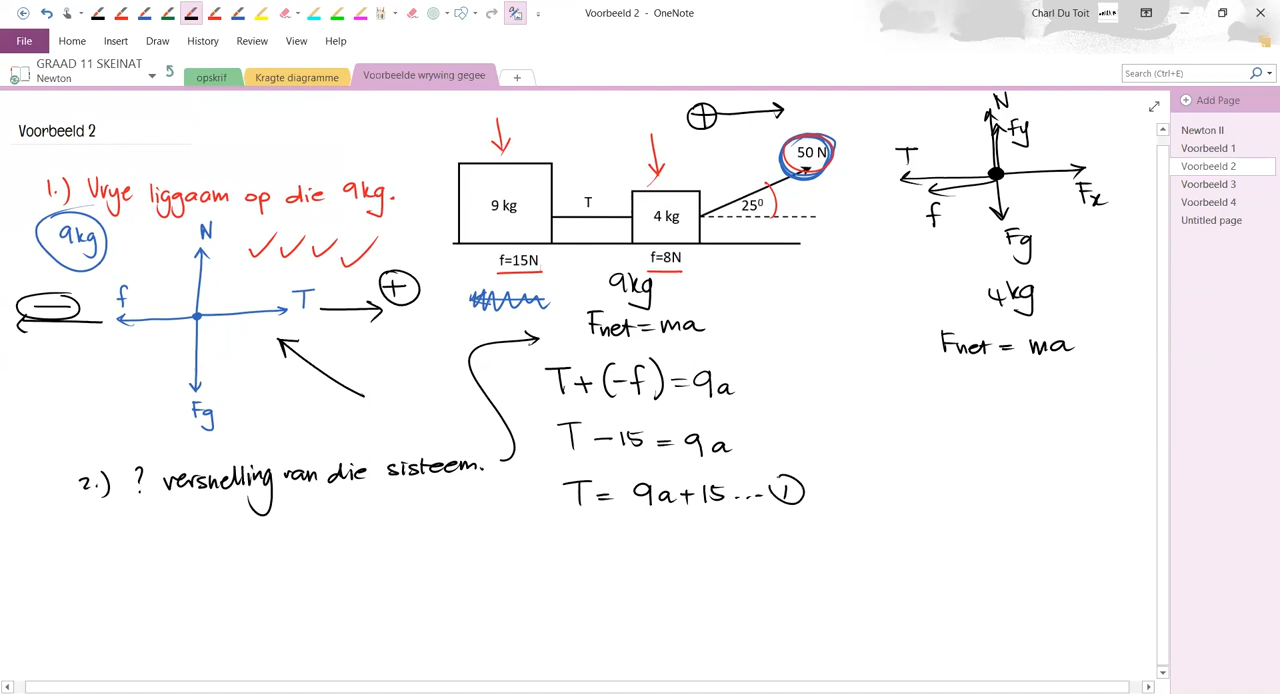 Voorbeeld 2 - OneNote
Charl Du Toit
File Home Insert Draw History Review View Help
GRAAD 11 SKEINAT
Newton
opskrif
Kragte diagramme
Voorbeelde wrywing gegee
Search (Ctrl+E)
Add Page
Newton II
Voorbeeld 1
Voorbeeld 2
Voorbeeld 3
Voorbeeld 4
Untitled page
Voorbeeld 2
1.) Vrye liggaam op die 9kg.
9kg
N
f
T
+
−
Fg
2.) ? versnelling van die sisteem.
+
50 N
9 kg
T
4 kg
25⁰
f=15N
f=8N
9kg
Fnet = ma
T + (-f) = 9a
T - 15 = 9a
T = 9a + 15 ... ①
N
Fy
T
f
Fx
Fg
4kg
Fnet = ma